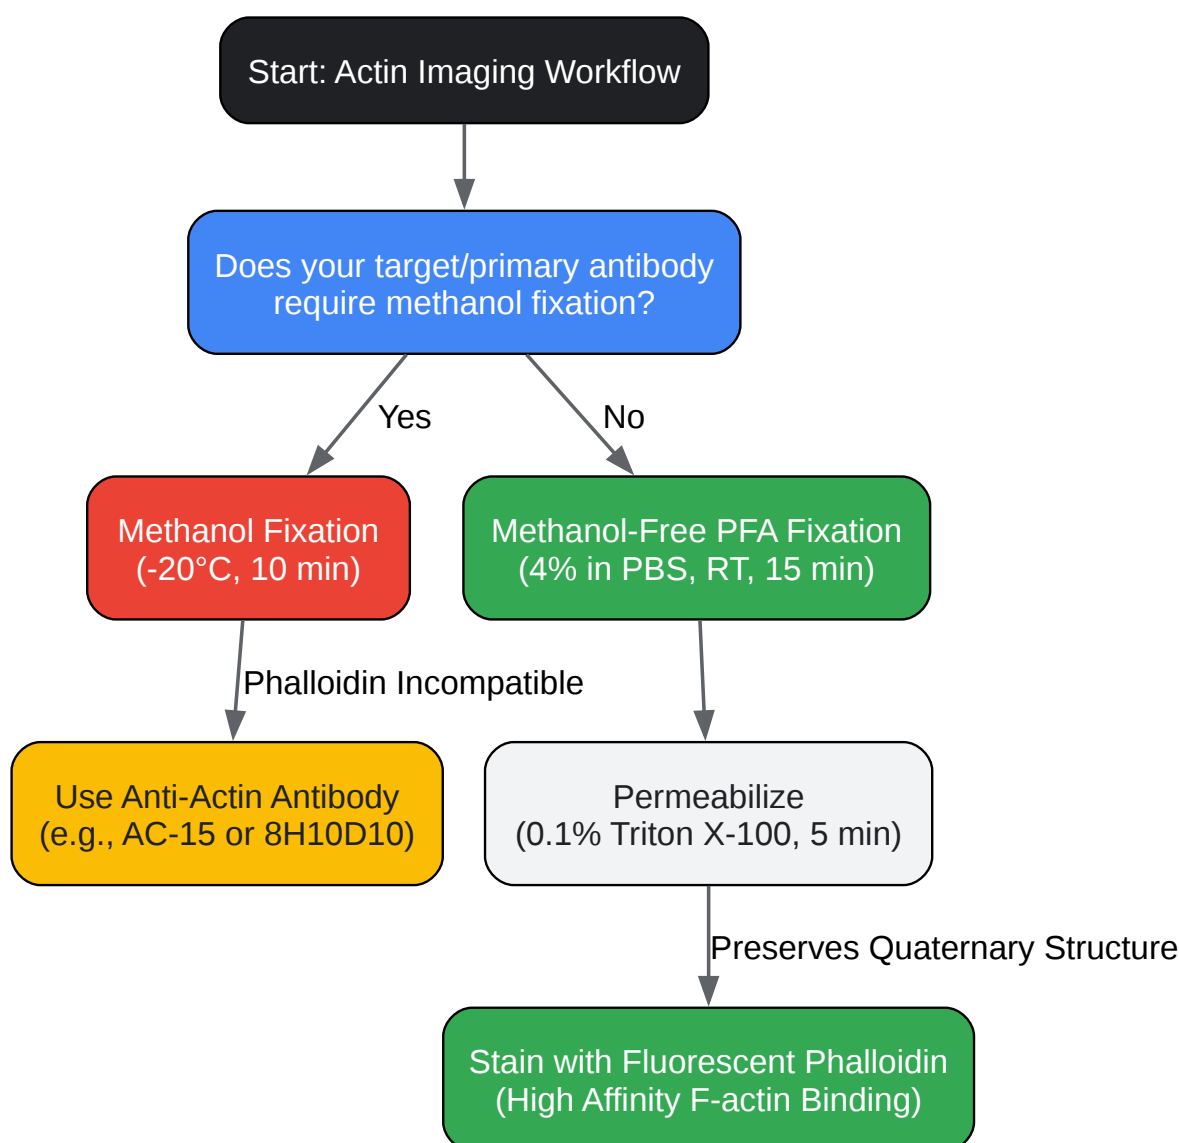 Start: Actin Imaging Workflow
Does your target/primary antibody
require methanol fixation?
Yes
No
Methanol Fixation
(-20°C, 10 min)
Methanol-Free PFA Fixation
(4% in PBS, RT, 15 min)
Phalloidin Incompatible
Use Anti-Actin Antibody
(e.g., AC-15 or 8H10D10)
Permeabilize
(0.1% Triton X-100, 5 min)
Preserves Quaternary Structure
Stain with Fluorescent Phalloidin
(High Affinity F-actin Binding)